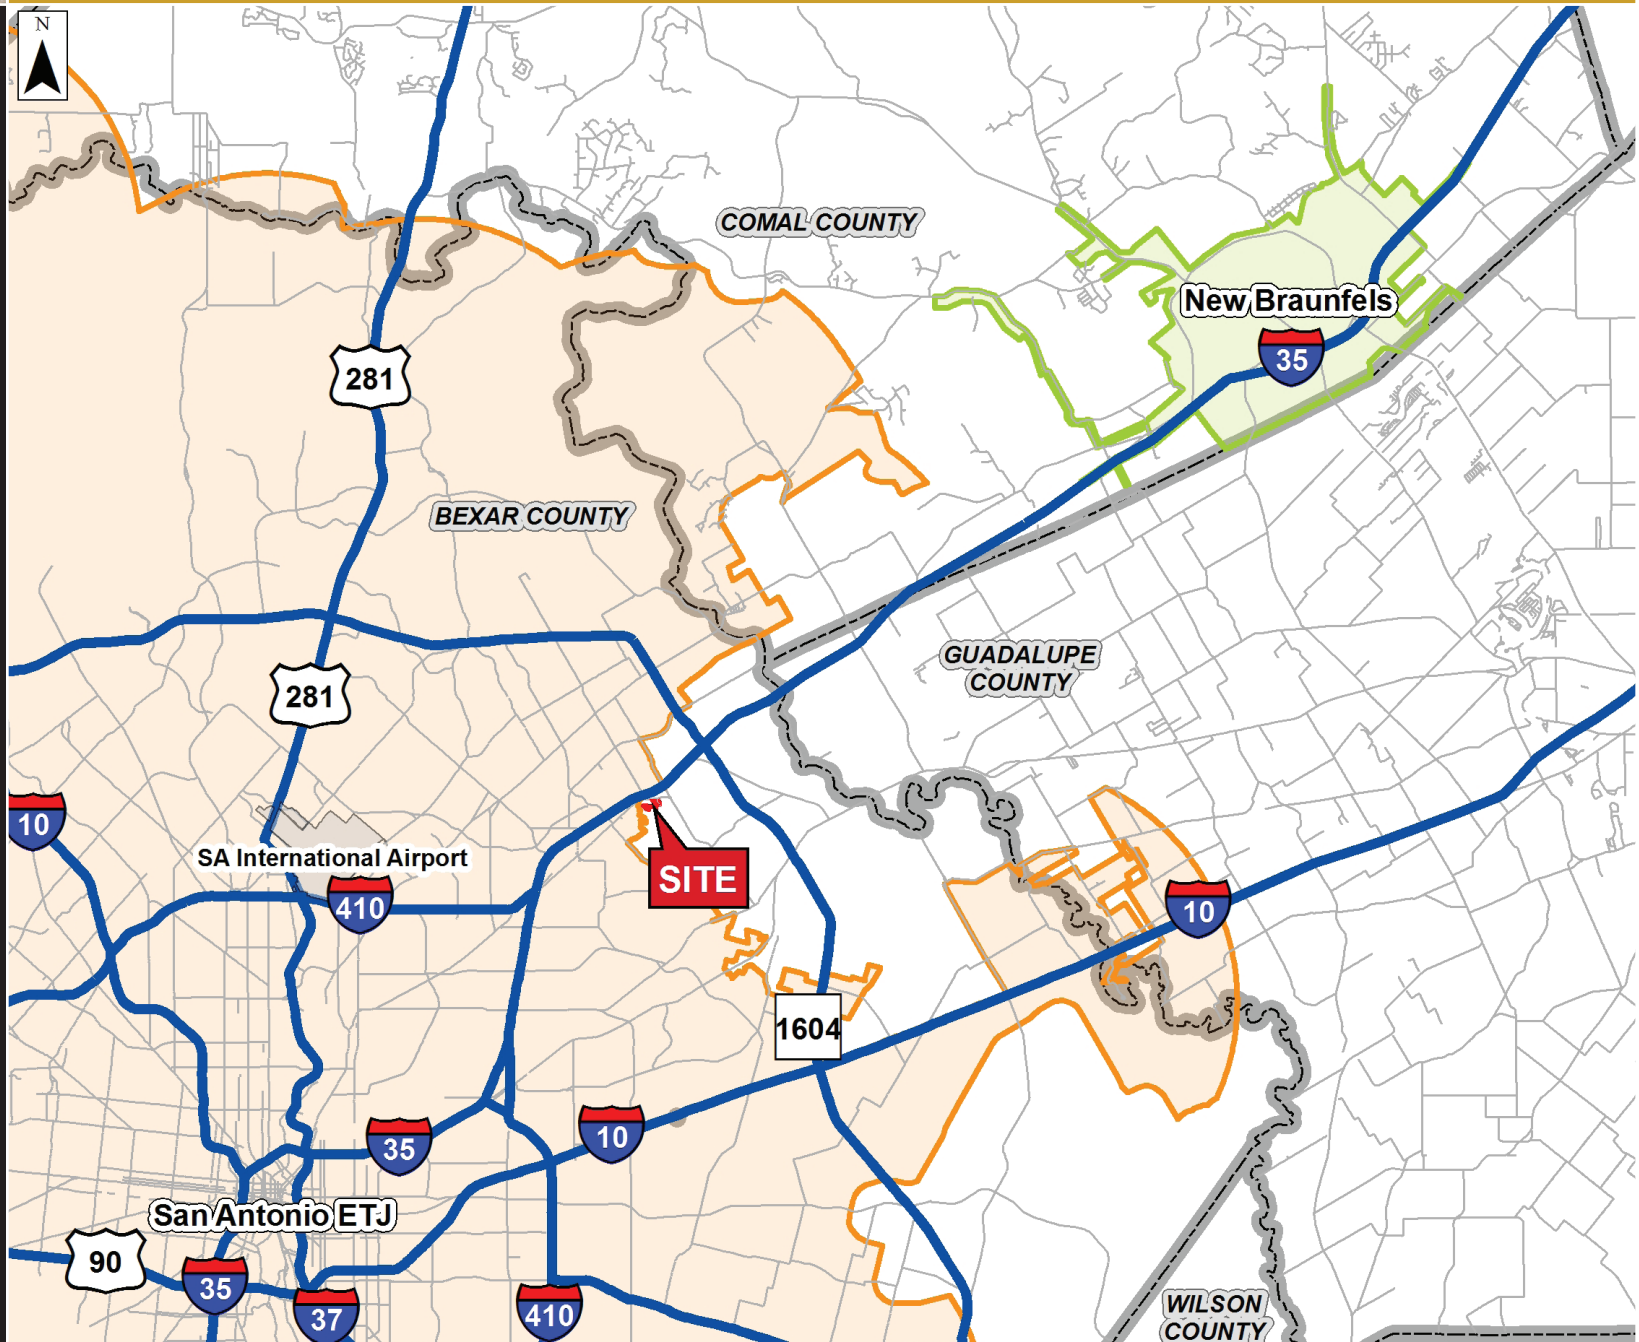 N
COMAL COUNTY
New Braunfels
35
281
BEXAR COUNTY
GUADALUPE
COUNTY
281
10
SA International Airport
410
SITE
10
1604
35
10
San Antonio ETJ
90
35
37
410
WILSON
COUNTY